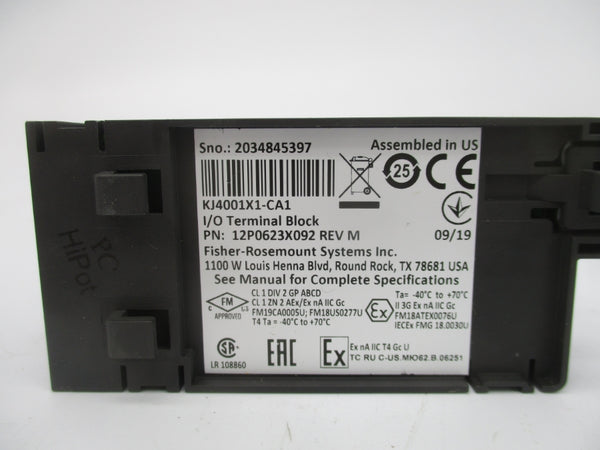 Sno.: 2034845397
Assembled in US
25
CE
KJ4001X1-CA1
I/O Terminal Block
PN: 12P0623X092 REV M
09/19
Fisher-Rosemount Systems Inc.
1100 W Louis Henna Blvd, Round Rock, TX 78681 USA
See Manual for Complete Specifications
FM
C US
APPROVED
CL 1 DIV 2 GP ABCD
CL 1 ZN 2 AEx/Ex nA IIC Gc
FM19CA0005U; FM18US0277U
T4 Ta = -40°C to +70°C
Ex
Ta= -40°C to +70°C
II 3G Ex nA IIC Gc
FM18ATEX0076U
IECEx FMG 18.0030U
SA
LR 108860
EAC
Ex
Ex nA IIC T4 Gc U
TC RU C-US.MIO62.B.06251
PC
HiPot